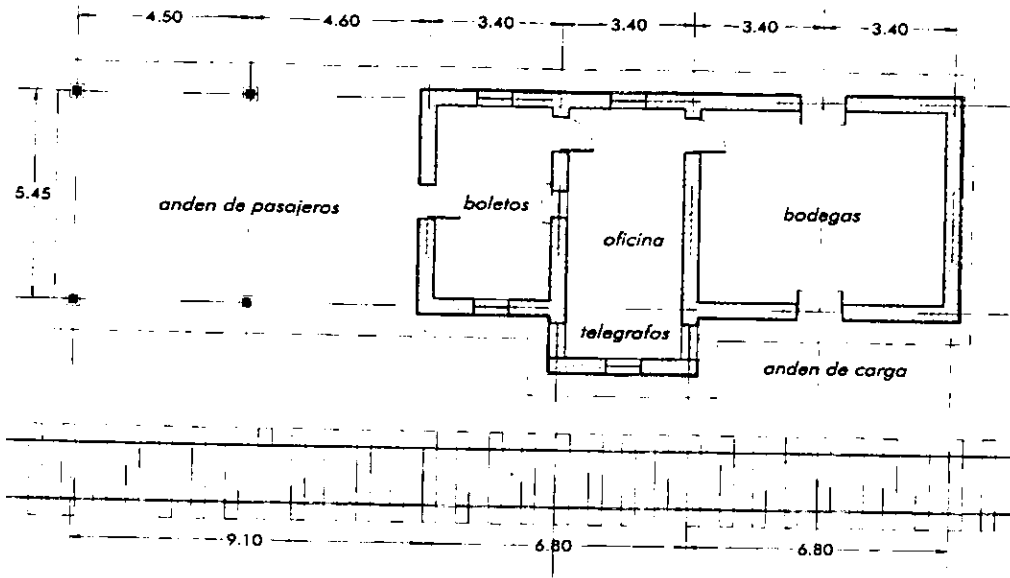 4.50 4.60 3.40 3.40 3.40 3.40
5.45
anden de pasajeros
boletos
oficina
bodegas
telegrafos
anden de carga
9.10 6.80 6.80